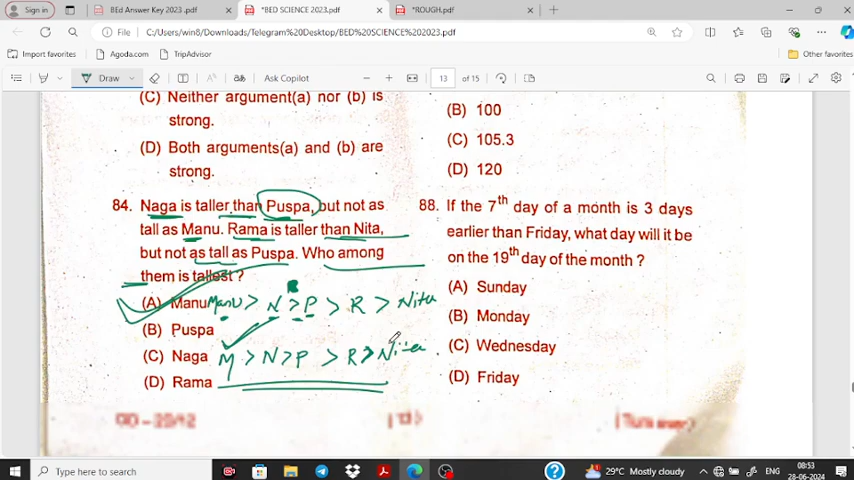 Sign in
BEd Answer Key 2023 .pdf
*BED SCIENCE 2023.pdf
*ROUGH.pdf
File
C:/Users/win8/Downloads/Telegram%20Desktop/BED%20SCIENCE%202023.pdf
Import favorites
Agoda.com
TripAdvisor
Other favorites
Draw
Ask Copilot
13 of 15
(C) Neither argument(a) nor (b) is
strong.
(D) Both arguments(a) and (b) are
strong.
84. Naga is taller than Puspa, but not as
tall as Manu. Rama is taller than Nita,
but not as tall as Puspa. Who among
them is tallest ?
(A) Manu Manu > N > P > R > Nita
(B) Puspa
(C) Naga M > N > P > R > Nita
(D) Rama
(B) 100
(C) 105.3
(D) 120
88. If the 7th day of a month is 3 days
earlier than Friday, what day will it be
on the 19th day of the month ?
(A) Sunday
(B) Monday
(C) Wednesday
(D) Friday
(13)
Type here to search
29°C Mostly cloudy
ENG
08:53
28-06-2024